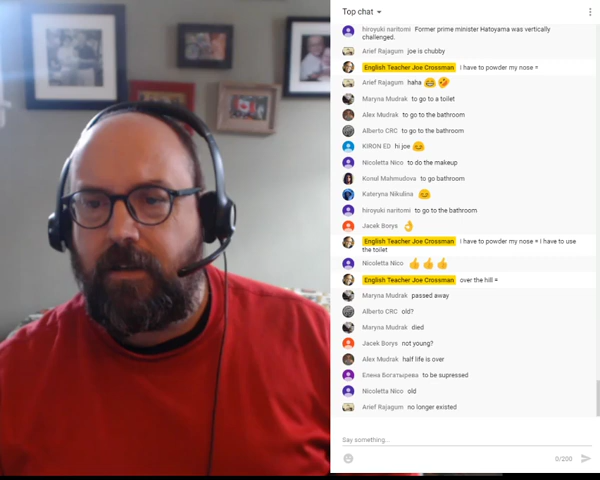 Top chat
hiroyuki naritomi Former prime minister Hatoyama was vertically
challenged.
Arief Rajagum joe is chubby
English Teacher Joe Crossman I have to powder my nose =
Arief Rajagum haha 😂🤣
Maryna Mudrak to go to a toilet
Alex Mudrak to go to the bathroom
Alberto CRC to go to the bathroom
KIRON ED hi joe 😊
Nicoletta Nico to do the makeup
Konul Mahmudova to go bathroom
Kateryna Nikulina 😊
hiroyuki naritomi to go to the bathroom
Jacek Borys 👌
English Teacher Joe Crossman I have to powder my nose = I have to use
the toilet
Nicoletta Nico 👍👍👍
English Teacher Joe Crossman over the hill =
Maryna Mudrak passed away
Alberto CRC old?
Maryna Mudrak died
Jacek Borys not young?
Alex Mudrak half life is over
Елена Богатырева to be supressed
Nicoletta Nico old
Arief Rajagum no longer existed
Say something...
0/200